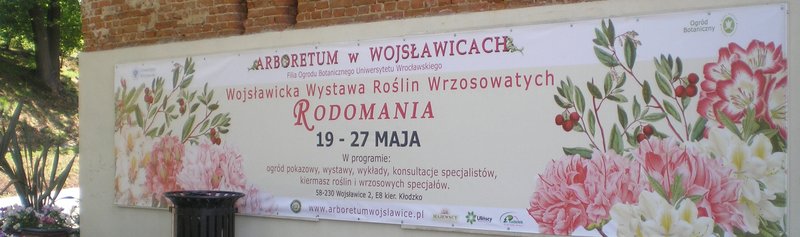 ARBORETUM W WOJSŁAWICACH
Filia Ogrodu Botanicznego Uniwersytetu Wrocławskiego
Ogród
Botaniczny
Wojsławicka Wystawa Roślin Wrzosowatych
RODOMANIA
19 - 27 MAJA
W programie:
ogród pokazowy, wystawy, wykłady, konsultacje specjalistów,
kiermasz roślin i wrzosowych specjałów.
58-230 Wojsławice 2, E8 kier. Kłodzko
www.arboretumwojslawice.pl